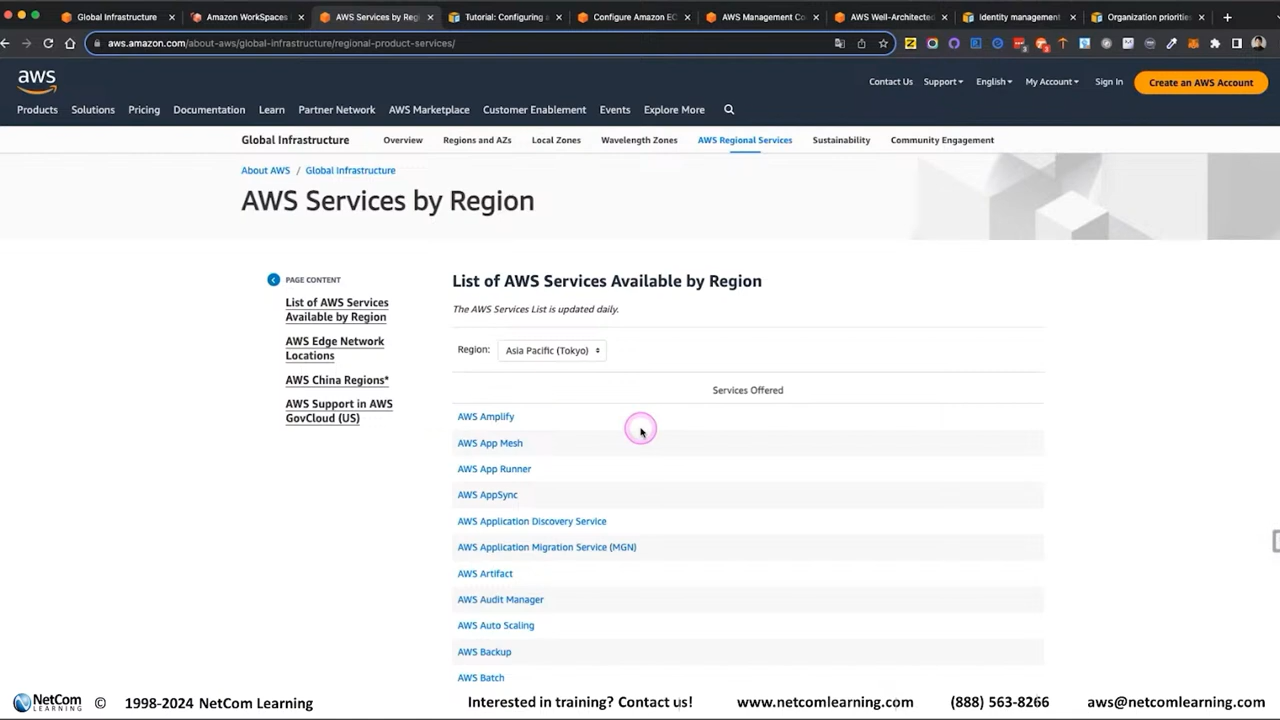 Global Infrastructure
Amazon WorkSpaces
AWS Services by Reg
Tutorial: Configuring a
Configure Amazon EC
AWS Management Co
AWS Well-Architected
Identity management
Organization priorities
aws.amazon.com/about-aws/global-infrastructure/regional-product-services/
aws
Contact Us
Support
English
My Account
Sign In
Create an AWS Account
Products
Solutions
Pricing
Documentation
Learn
Partner Network
AWS Marketplace
Customer Enablement
Events
Explore More
Global Infrastructure
Overview
Regions and AZs
Local Zones
Wavelength Zones
AWS Regional Services
Sustainability
Community Engagement
About AWS / Global Infrastructure
AWS Services by Region
PAGE CONTENT
List of AWS Services
Available by Region
AWS Edge Network
Locations
AWS China Regions*
AWS Support in AWS
GovCloud (US)
List of AWS Services Available by Region
The AWS Services List is updated daily.
Region: Asia Pacific (Tokyo)
Services Offered
AWS Amplify
AWS App Mesh
AWS App Runner
AWS AppSync
AWS Application Discovery Service
AWS Application Migration Service (MGN)
AWS Artifact
AWS Audit Manager
AWS Auto Scaling
AWS Backup
AWS Batch
NetCom
LEARNING
© 1998-2024 NetCom Learning
Interested in training? Contact us!
www.netcomlearning.com
(888) 563-8266
aws@netcomlearning.com